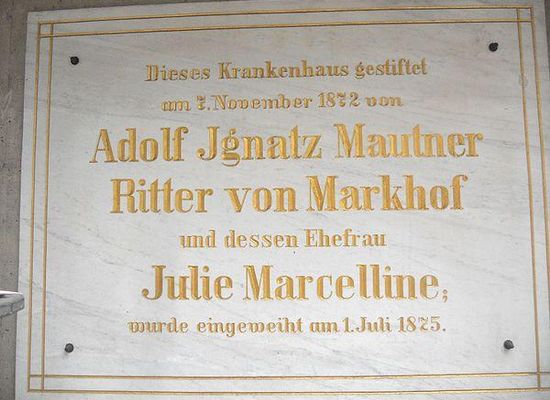 Dieses Krankenhaus gestiftet
am 7. November 1872 von
Adolf Jgnatz Mautner
Ritter von Markhof
und dessen Ehefrau
Julie Marcelline;
wurde eingeweiht am 1. Juli 1875.